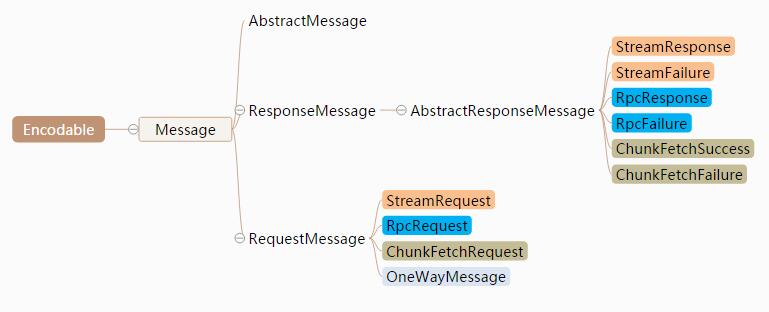 AbstractMessage
StreamResponse
StreamFailure
RpcResponse
ResponseMessage
AbstractResponseMessage
RpcFailure
Encodable
Message
ChunkFetchSuccess
ChunkFetchFailure
StreamRequest
RpcRequest
RequestMessage
ChunkFetchRequest
OneWayMessage